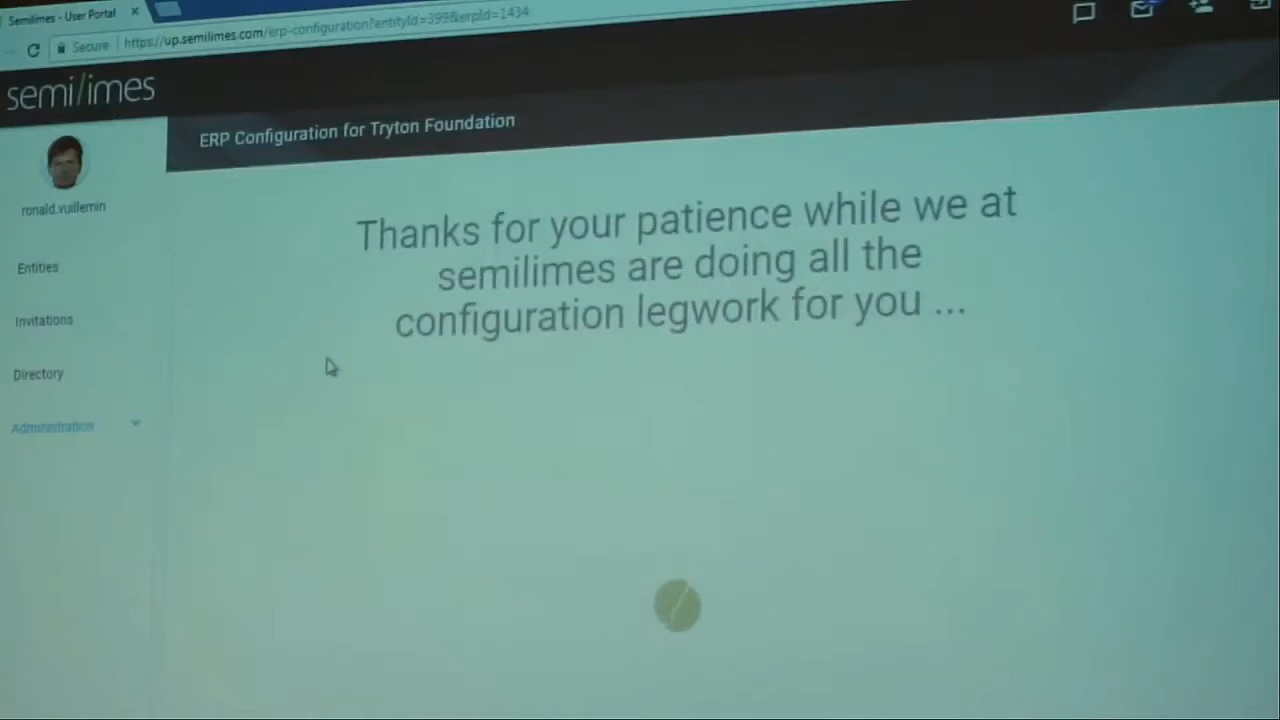 Semilimes - User Portal
Secure https://up.semilimes.com/erp-configuration?entityId=399&erpId=1434
semilimes
ERP Configuration for Tryton Foundation
ronald.vuillemin
Entities
Invitations
Directory
Administration
Thanks for your patience while we at
semilimes are doing all the
configuration legwork for you ...